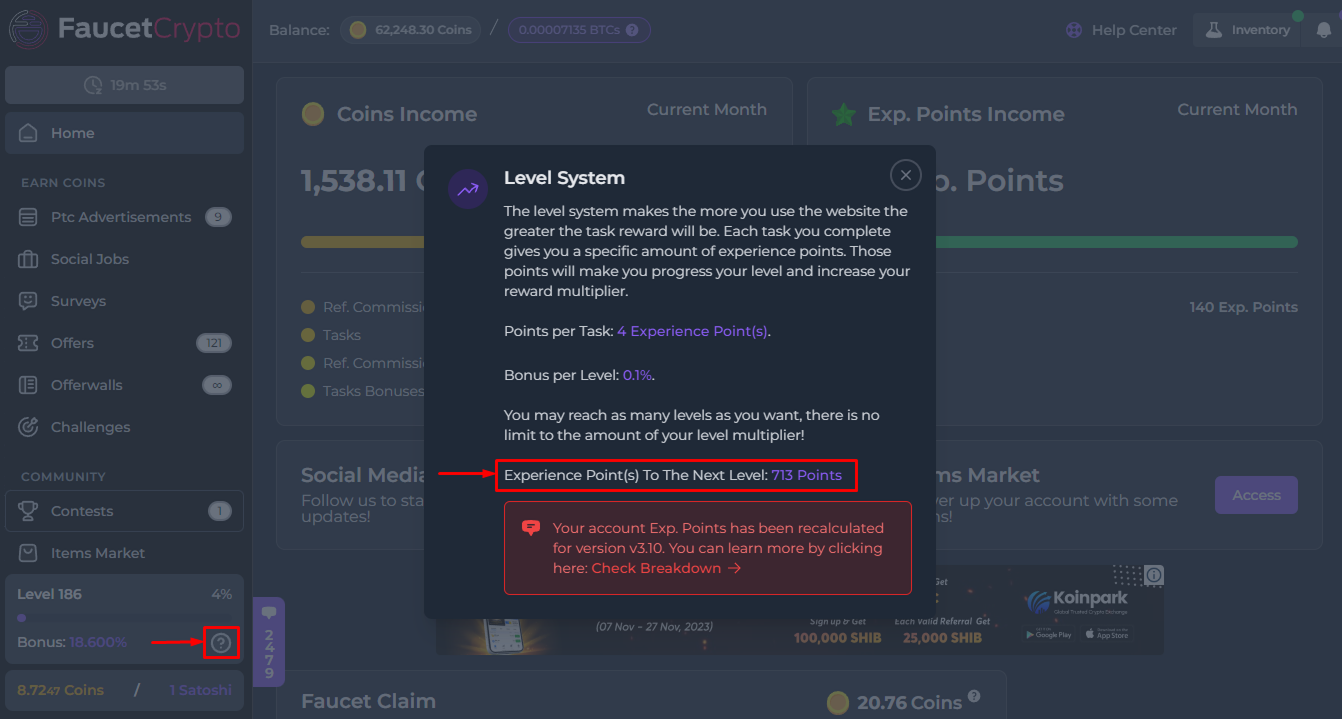 FaucetCrypto
Balance: 62,248.30 Coins / 0.00007135 BTCs ?
Help Center
Inventory
19m 53s
Home
EARN COINS
Ptc Advertisements 9
Social Jobs
Surveys
Offers 121
Offerwalls ∞
Challenges
COMMUNITY
Contests 1
Items Market
Level 186 4%
Bonus: 18.600% ?
8.7247 Coins / 1 Satoshi
2479
Coins Income Current Month
1,538.11
Ref. Commissi
Tasks
Ref. Commissi
Tasks Bonuses
Exp. Points Income Current Month
p. Points
140 Exp. Points
Level System
The level system makes the more you use the website the
greater the task reward will be. Each task you complete
gives you a specific amount of experience points. Those
points will make you progress your level and increase your
reward multiplier.
Points per Task: 4 Experience Point(s).
Bonus per Level: 0.1%.
You may reach as many levels as you want, there is no
limit to the amount of your level multiplier!
Experience Point(s) To The Next Level: 713 Points
Your account Exp. Points has been recalculated
for version v3.10. You can learn more by clicking
here: Check Breakdown →
Social Media
Follow us to sta
updates!
ms Market
er up your account with some
ns!
Access
(07 Nov - 27 Nov, 2023)
Sign up & Get
100,000 SHIB
Get
Each Valid Referral Get
25,000 SHIB
Koinpark
Global Trusted Crypto Exchange
Google Play
App Store
Faucet Claim
20.76 Coins ?